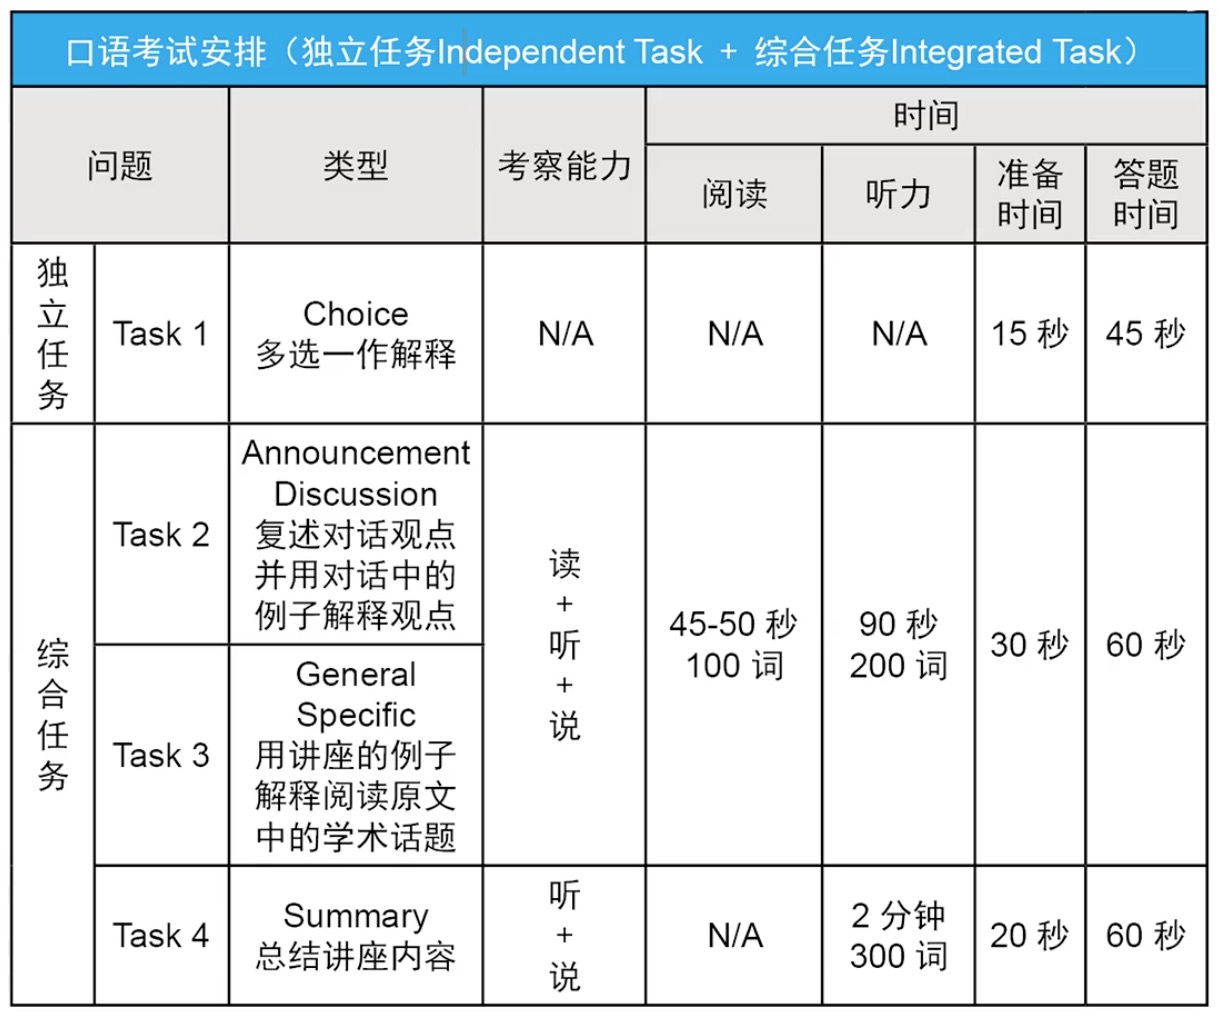 口语考试安排（独立任务Independent Task + 综合任务Integrated Task）
问题
类型
考察能力
时间
阅读
听力
准备
时间
答题
时间
独
立
任
务
Task 1
Choice
多选一作解释
N/A
N/A
N/A
15 秒
45 秒
综
合
任
务
Task 2
Announcement
Discussion
复述对话观点
并用对话中的
例子解释观点
读
+
听
+
说
45-50 秒
100 词
90 秒
200 词
30 秒
60 秒
Task 3
General
Specific
用讲座的例子
解释阅读原文
中的学术话题
Task 4
Summary
总结讲座内容
听
+
说
N/A
2 分钟
300 词
20 秒
60 秒